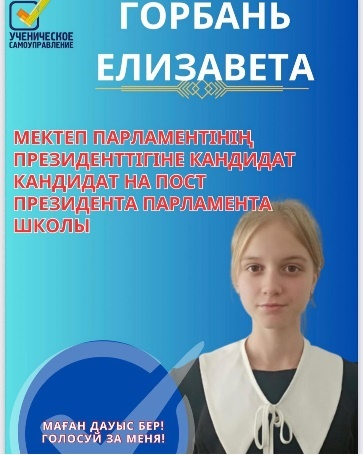 УЧЕНИЧЕСКОЕ
САМОУПРАВЛЕНИЕ
ГОРБАНЬ
ЕЛИЗАВЕТА
МЕКТЕП ПАРЛАМЕНТІНІҢ
ПРЕЗИДЕНТТІГІНЕ КАНДИДАТ
КАНДИДАТ НА ПОСТ
ПРЕЗИДЕНТА ПАРЛАМЕНТА
ШКОЛЫ
МАҒАН ДАУЫС БЕР!
ГОЛОСУЙ ЗА МЕНЯ!